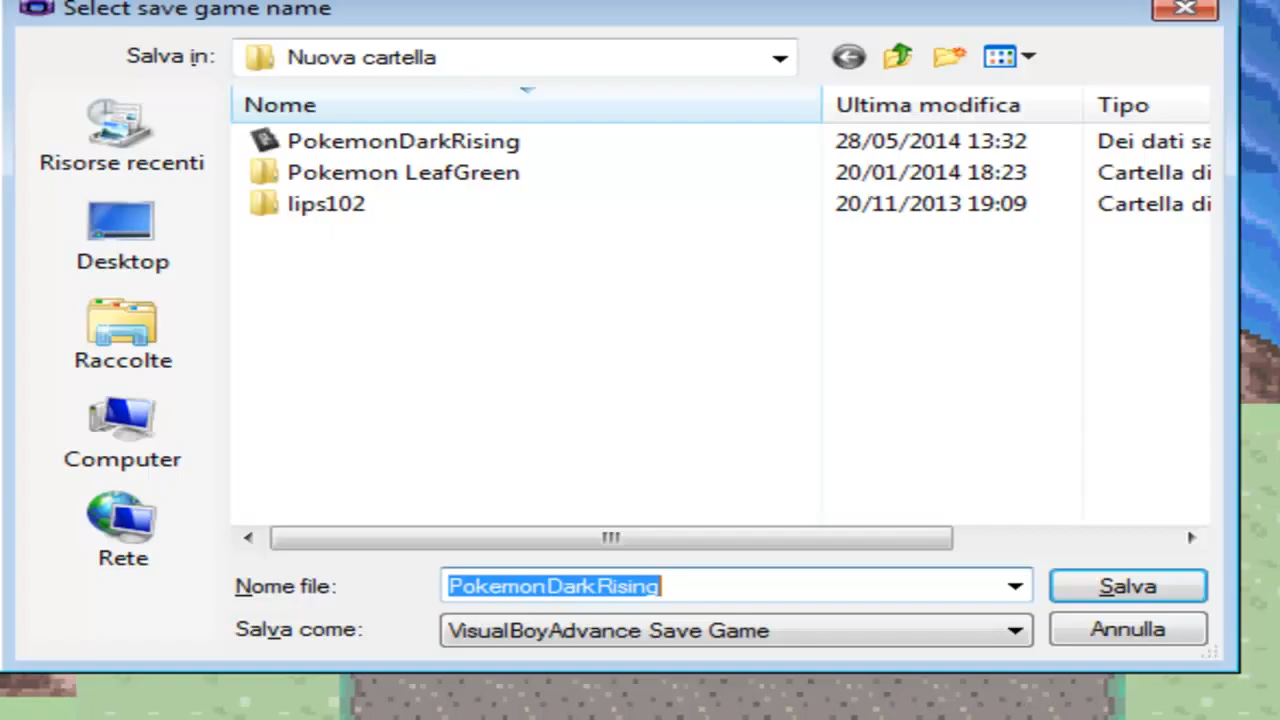 Select save game name
Salva in: Nuova cartella
Nome Ultima modifica Tipo
PokemonDarkRising 28/05/2014 13:32 Dei dati sa
Pokemon LeafGreen 20/01/2014 18:23 Cartella di
lips102 20/11/2013 19:09 Cartella di
Risorse recenti
Desktop
Raccolte
Computer
Rete
Nome file: PokemonDarkRising Salva
Salva come: VisualBoyAdvance Save Game Annulla